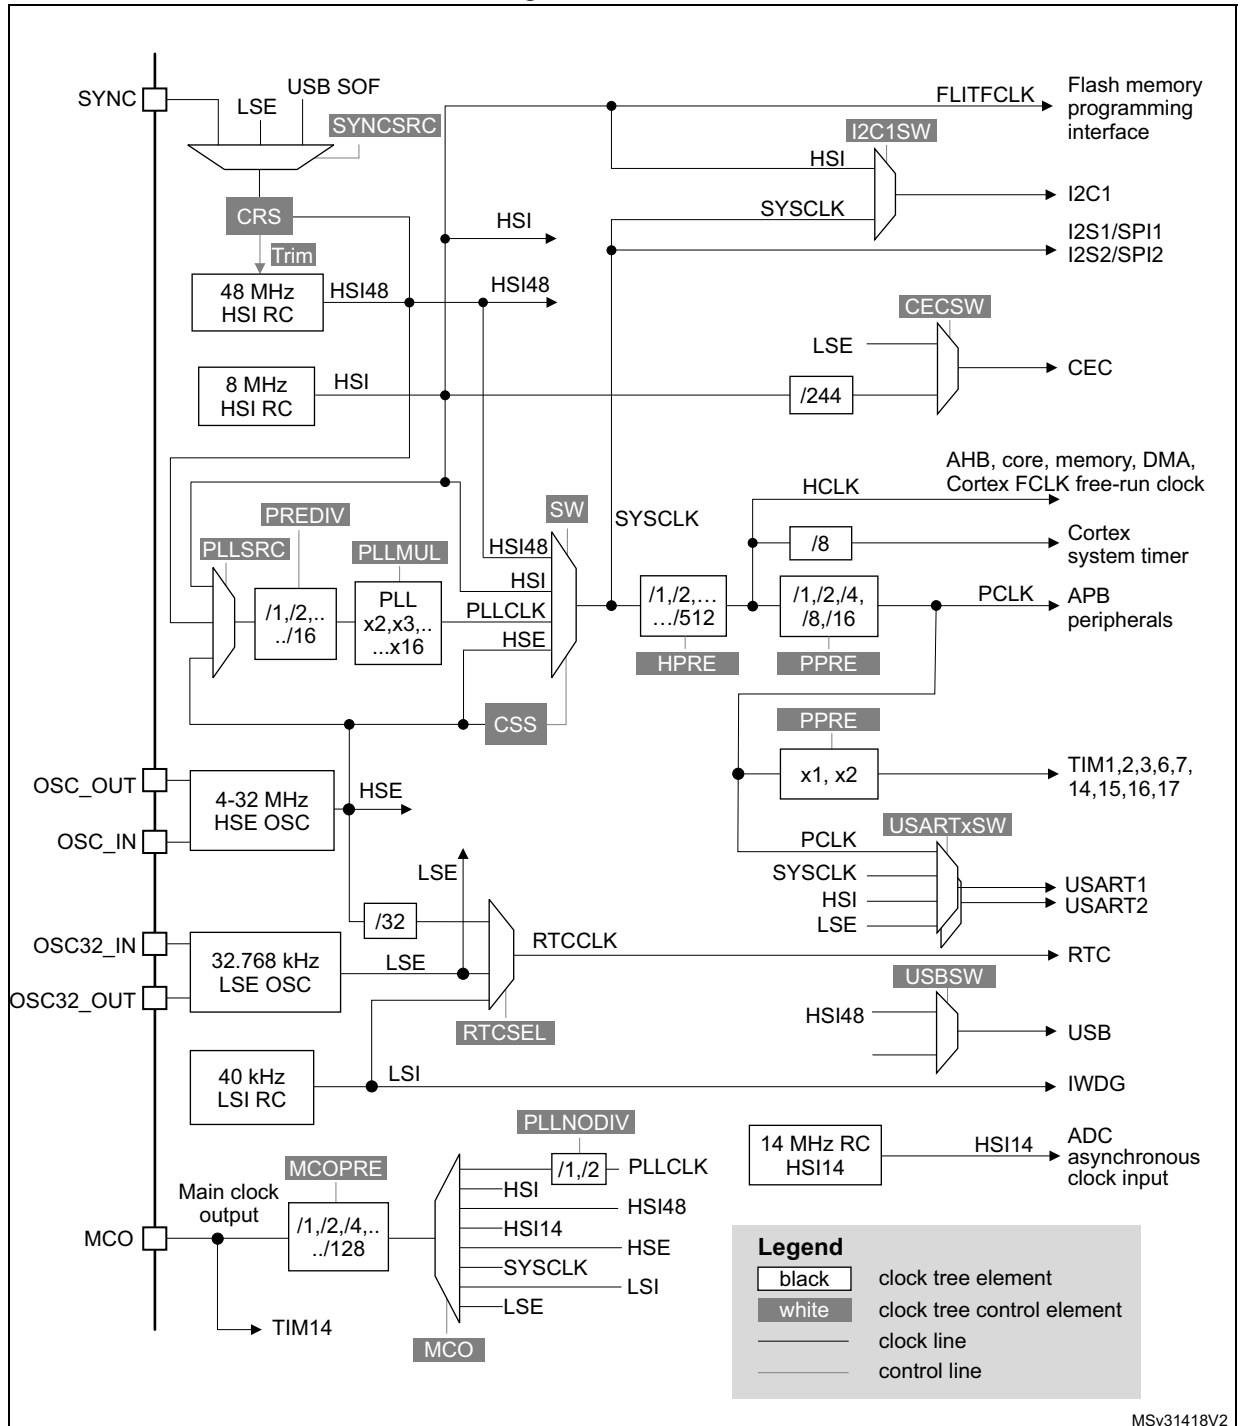 SYNC
LSE
USB SOF
SYNCSRC
CRS
Trim
48 MHz
HSI RC
HSI48
HSI
HSI48
8 MHz
HSI RC
HSI
FLITFCLK
Flash memory
programming
interface
I2C1SW
HSI
SYSCLK
I2C1
I2S1/SPI1
I2S2/SPI2
CECSW
LSE
/244
CEC
AHB, core, memory, DMA,
Cortex FCLK free-run clock
HCLK
/8
Cortex
system timer
PLLSRC
PREDIV
/1,/2,..
../16
PLLMUL
PLL
x2,x3,..
...x16
SW
HSI48
HSI
PLLCLK
HSE
SYSCLK
/1,/2,…
…/512
HPRE
/1,/2,/4,
/8,/16
PPRE
PCLK
APB
peripherals
CSS
PPRE
x1, x2
TIM1,2,3,6,7,
14,15,16,17
OSC_OUT
OSC_IN
4-32 MHz
HSE OSC
HSE
USARTxSW
PCLK
SYSCLK
HSI
LSE
USART1
USART2
LSE
/32
OSC32_IN
OSC32_OUT
32.768 kHz
LSE OSC
LSE
RTCCLK
RTC
RTCSEL
USBSW
HSI48
USB
40 kHz
LSI RC
LSI
IWDG
PLLNODIV
/1,/2
PLLCLK
HSI
HSI48
HSI14
HSE
SYSCLK
LSI
LSE
MCO
14 MHz RC
HSI14
HSI14
ADC
asynchronous
clock input
MCO
Main clock
output
MCOPRE
/1,/2,/4,..
../128
TIM14
Legend
black
clock tree element
white
clock tree control element
clock line
control line
MSv31418V2